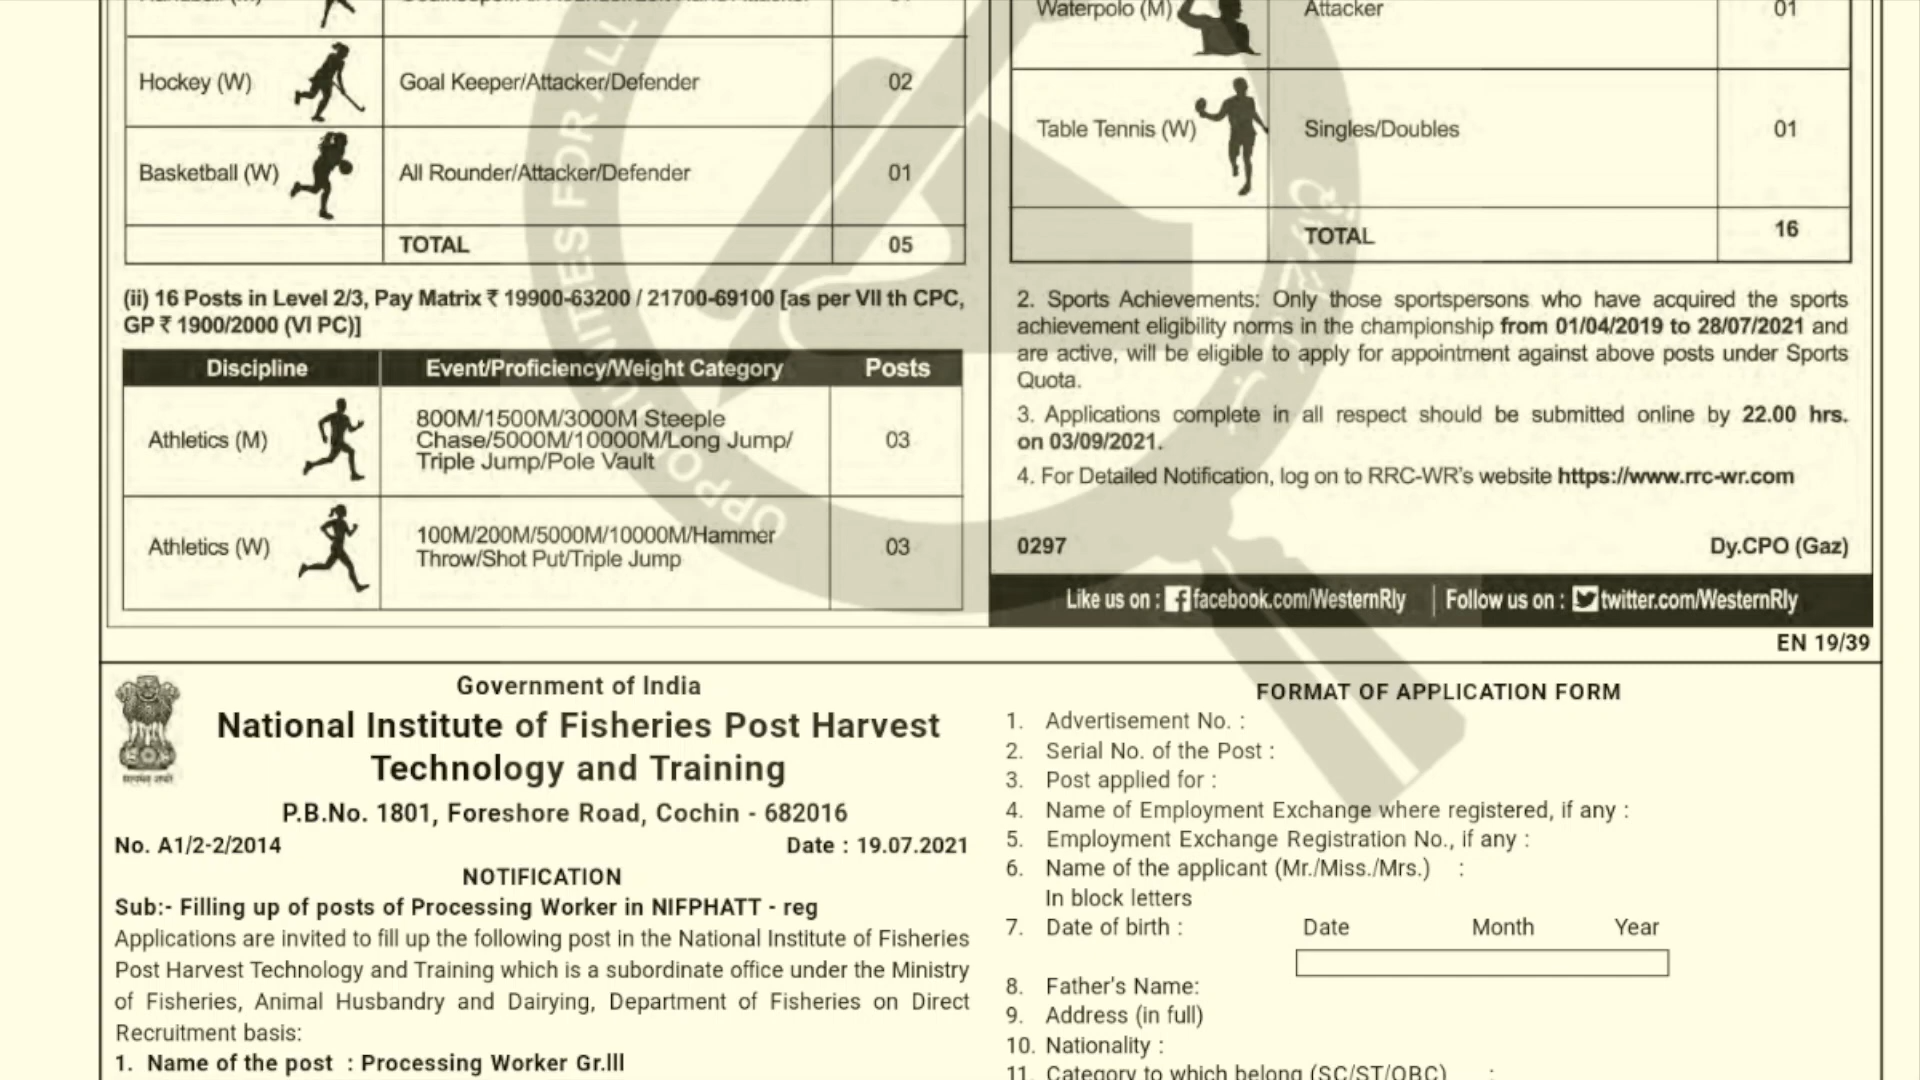 Hockey (W) Goal Keeper/Attacker/Defender 02
Basketball (W) All Rounder/Attacker/Defender 01
TOTAL 05
(ii) 16 Posts in Level 2/3, Pay Matrix ₹ 19900-63200 / 21700-69100 [as per VII th CPC,
GP ₹ 1900/2000 (VI PC)]
Discipline Event/Proficiency/Weight Category Posts
Athletics (M) 800M/1500M/3000M Steeple
Chase/5000M/10000M/Long Jump/
Triple Jump/Pole Vault 03
Athletics (W) 100M/200M/5000M/10000M/Hammer
Throw/Shot Put/Triple Jump 03
Waterpolo (M) Attacker 01
Table Tennis (W) Singles/Doubles 01
TOTAL 16
2. Sports Achievements: Only those sportspersons who have acquired the sports
achievement eligibility norms in the championship from 01/04/2019 to 28/07/2021 and
are active, will be eligible to apply for appointment against above posts under Sports
Quota.
3. Applications complete in all respect should be submitted online by 22.00 hrs.
on 03/09/2021.
4. For Detailed Notification, log on to RRC-WR's website https://www.rrc-wr.com
0297 Dy.CPO (Gaz)
Like us on : facebook.com/WesternRly Follow us on : twitter.com/WesternRly
EN 19/39
Government of India
National Institute of Fisheries Post Harvest
Technology and Training
P.B.No. 1801, Foreshore Road, Cochin - 682016
No. A1/2-2/2014 Date : 19.07.2021
NOTIFICATION
Sub:- Filling up of posts of Processing Worker in NIFPHATT - reg
Applications are invited to fill up the following post in the National Institute of Fisheries
Post Harvest Technology and Training which is a subordinate office under the Ministry
of Fisheries, Animal Husbandry and Dairying, Department of Fisheries on Direct
Recruitment basis:
1. Name of the post : Processing Worker Gr.lll
FORMAT OF APPLICATION FORM
1. Advertisement No. :
2. Serial No. of the Post :
3. Post applied for :
4. Name of Employment Exchange where registered, if any :
5. Employment Exchange Registration No., if any :
6. Name of the applicant (Mr./Miss./Mrs.) :
In block letters
7. Date of birth : Date Month Year
8. Father's Name:
9. Address (in full)
10. Nationality :
11. Category to which belong (SC/ST/OBC) :